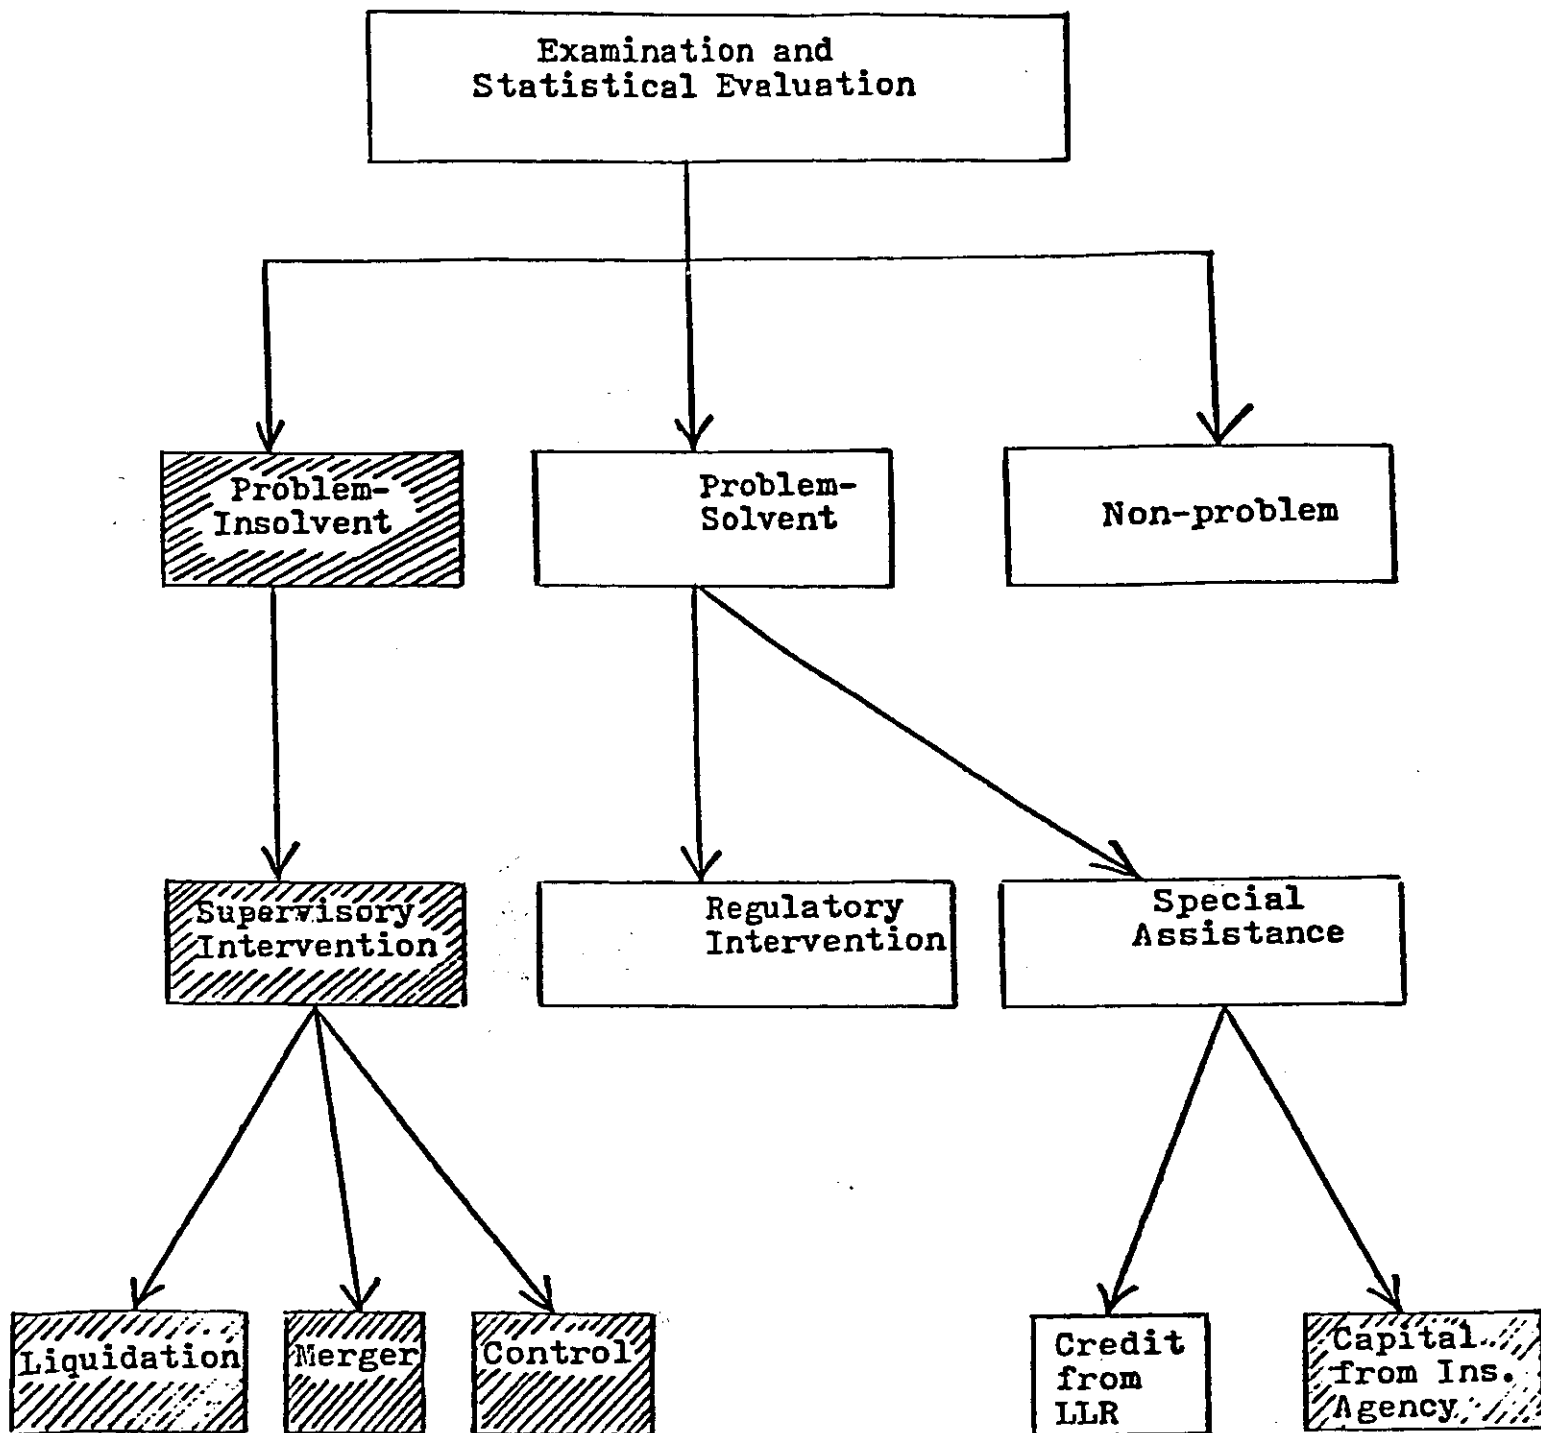 Examination and
Statistical Evaluation
Problem-
Insolvent
Problem-
Solvent
Non-problem
Supervisory
Intervention
Regulatory
Intervention
Special
Assistance
Liquidation
Merger
Control
Credit
from
LLR
Capital
from Ins.
Agency